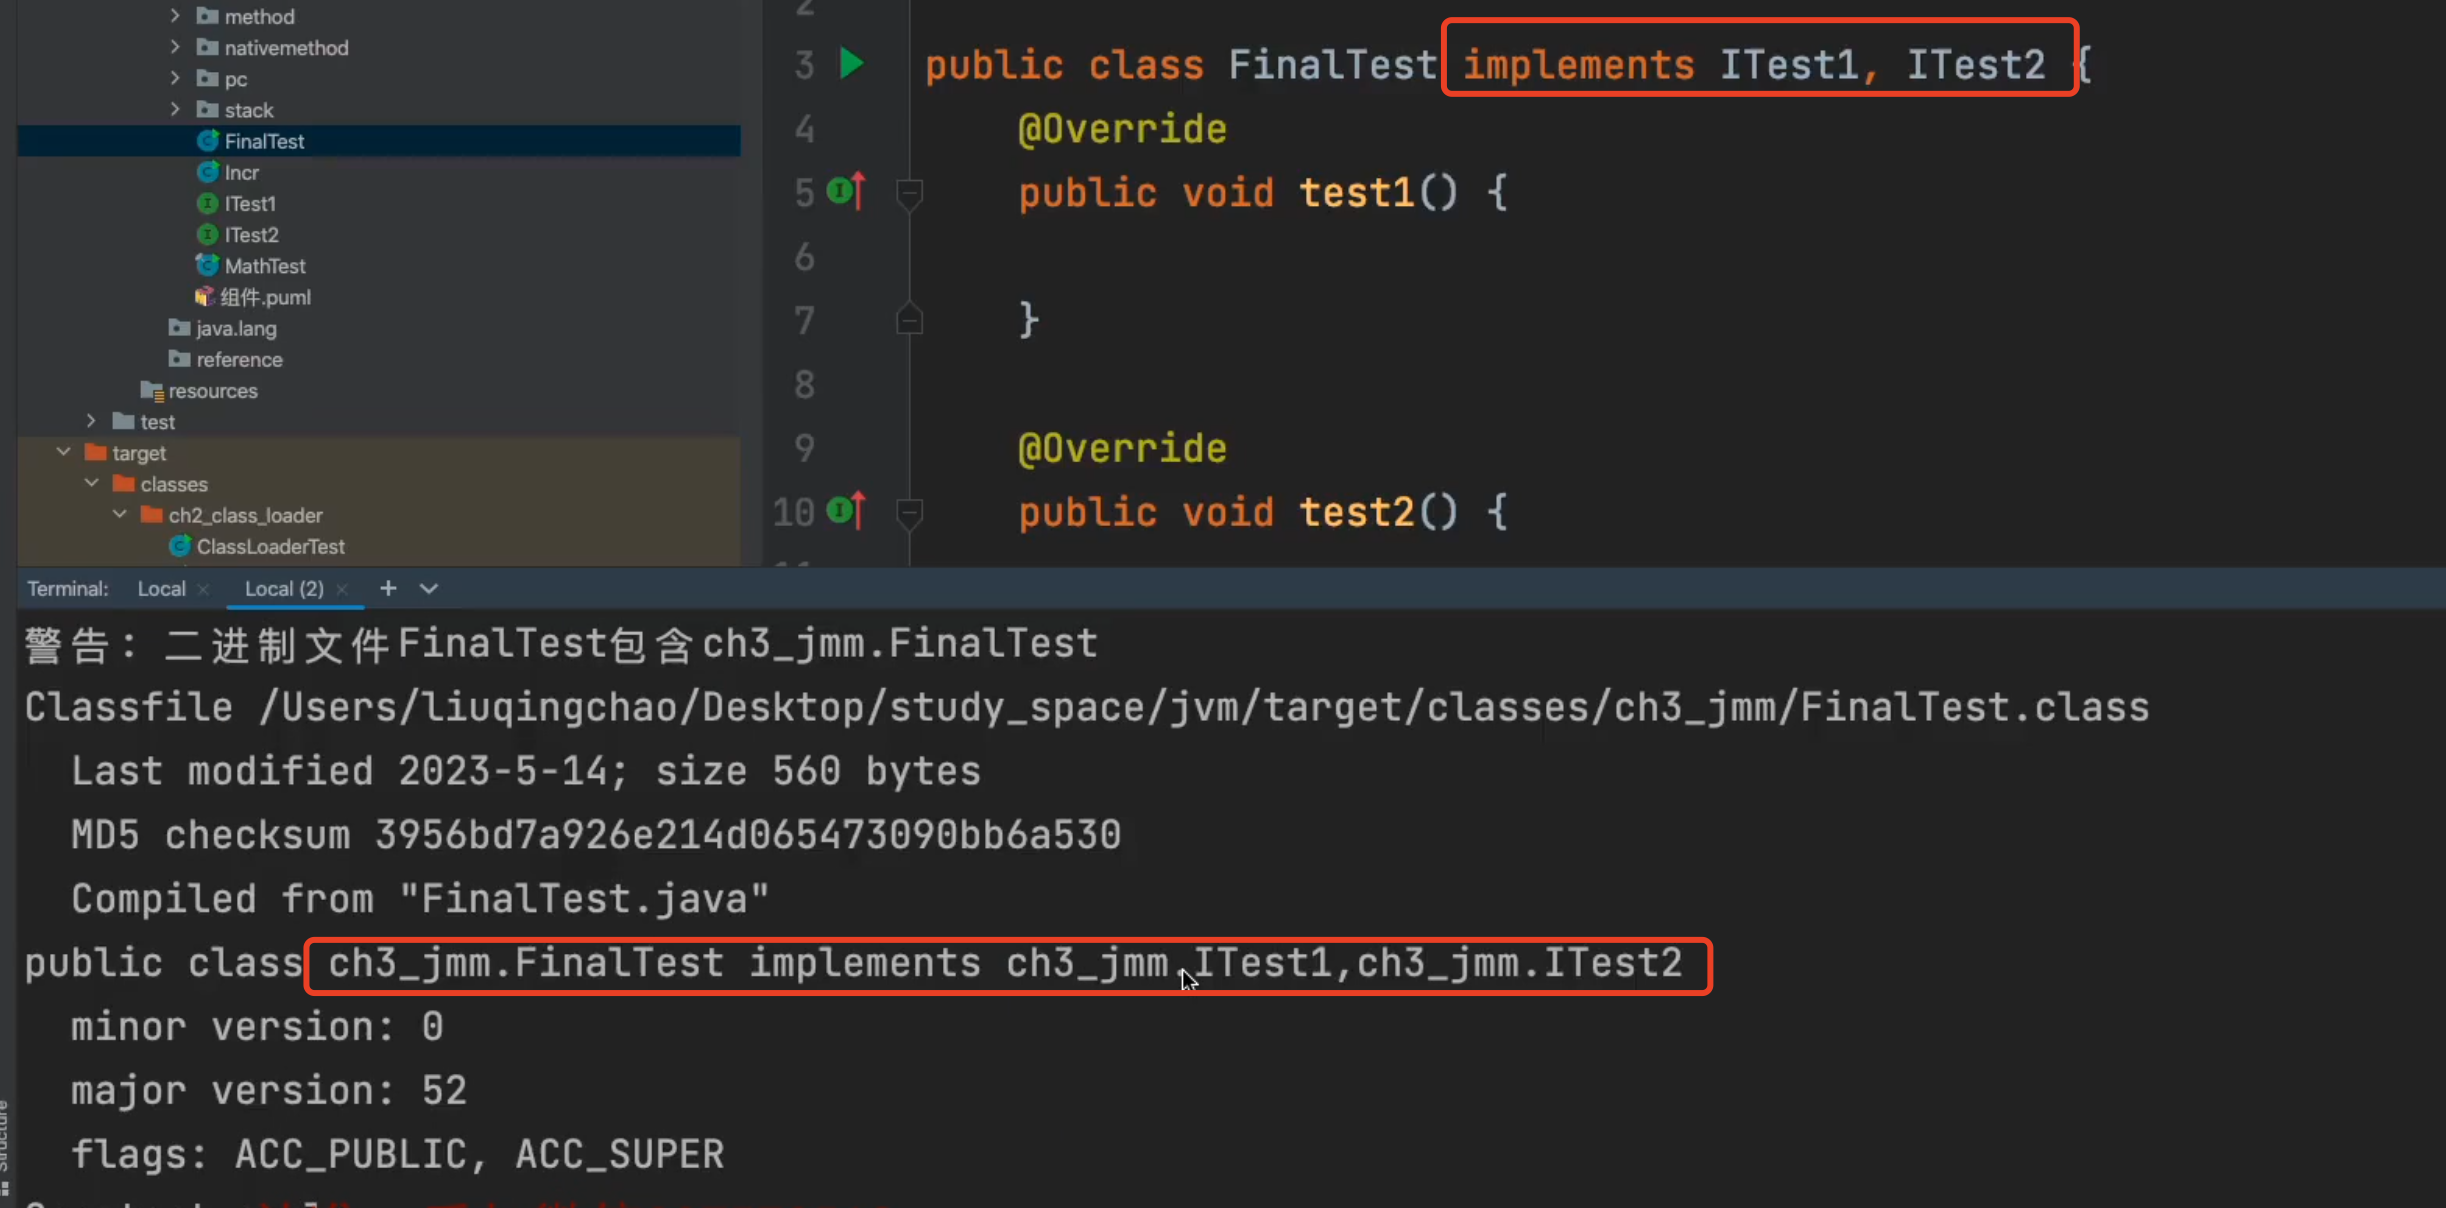 method
nativemethod
pc
stack
FinalTest
Incr
ITest1
ITest2
MathTest
组件.puml
java.lang
reference
resources
test
target
classes
ch2_class_loader
ClassLoaderTest
2
3 public class FinalTest implements ITest1, ITest2 {
4 @Override
5 public void test1() {
6
7 }
8
9 @Override
10 public void test2() {
Terminal: Local Local (2)
警告: 二进制文件FinalTest包含ch3_jmm.FinalTest
Classfile /Users/liuqingchao/Desktop/study_space/jvm/target/classes/ch3_jmm/FinalTest.class
Last modified 2023-5-14; size 560 bytes
MD5 checksum 3956bd7a926e214d065473090bb6a530
Compiled from "FinalTest.java"
public class ch3_jmm.FinalTest implements ch3_jmm.ITest1,ch3_jmm.ITest2
minor version: 0
major version: 52
flags: ACC_PUBLIC, ACC_SUPER
Structure